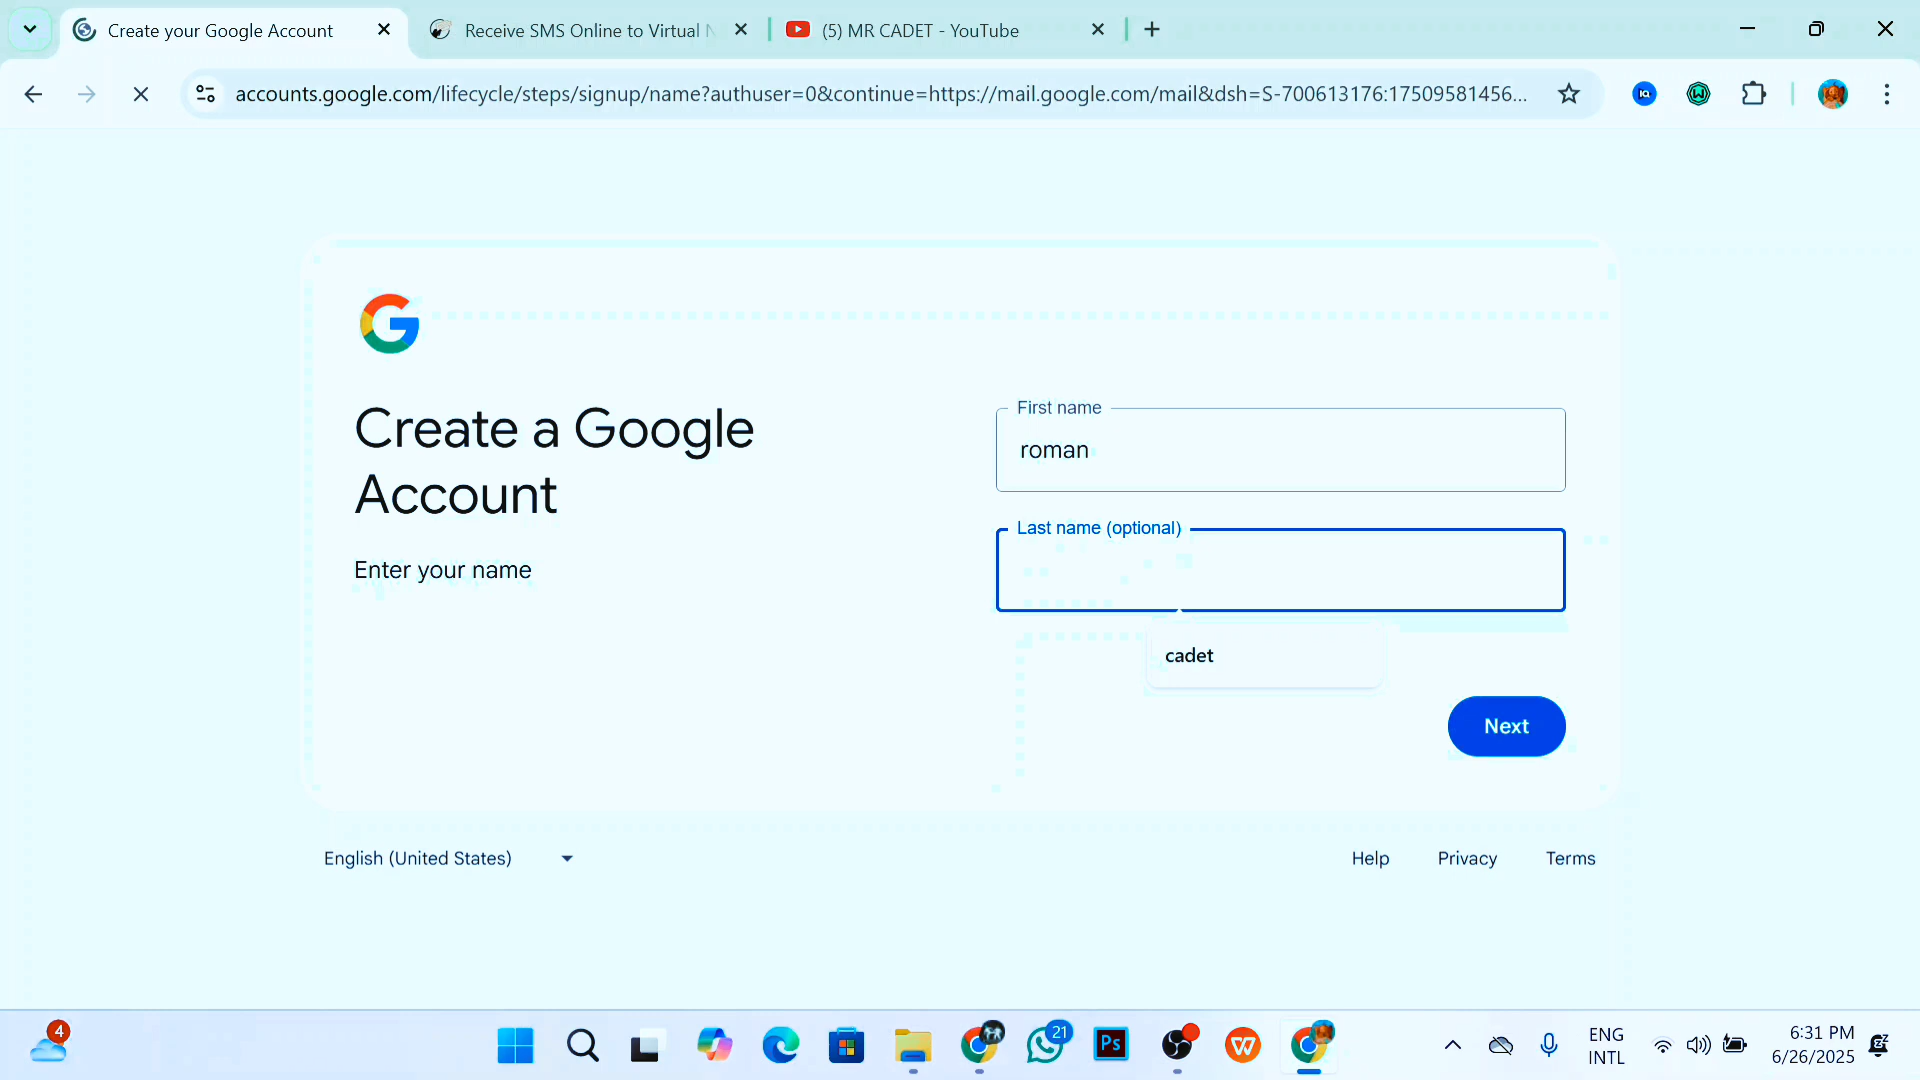 Create your Google Account
Receive SMS Online to Virtual N
(5) MR CADET - YouTube
accounts.google.com/lifecycle/steps/signup/name?authuser=0&continue=https://mail.google.com/mail&dsh=S-700613176:17509581456...
Create a Google
Account
Enter your name
First name
roman
Last name (optional)
cadet
Next
English (United States)
Help
Privacy
Terms
4
21
Ps
ENG
INTL
6:31 PM
6/26/2025